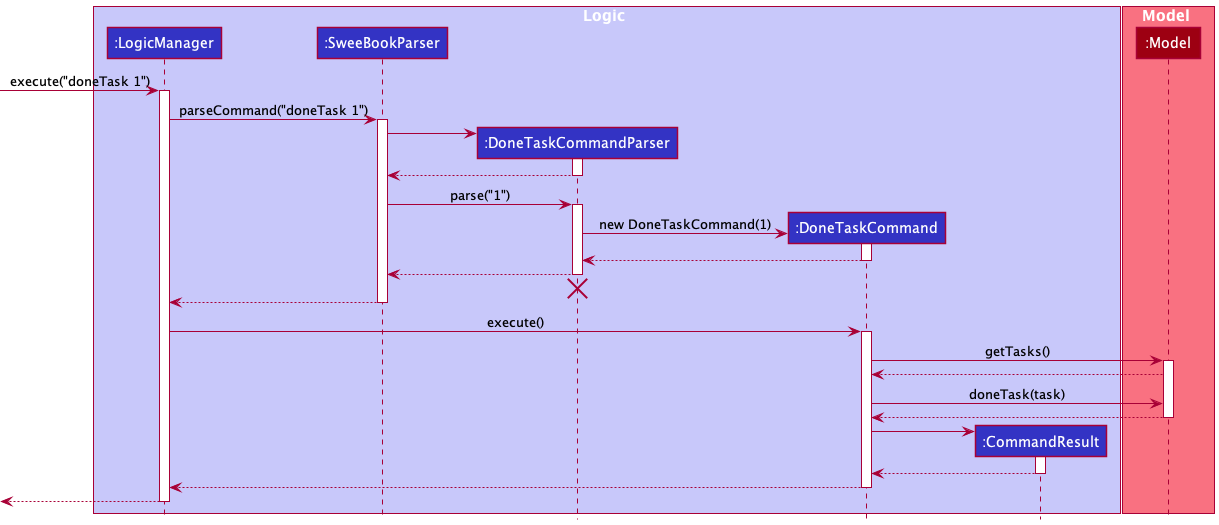 Logic
Model
:LogicManager
:SweeBookParser
:Model
execute("doneTask 1")
parseCommand("doneTask 1")
:DoneTaskCommandParser
parse("1")
new DoneTaskCommand(1)
:DoneTaskCommand
execute()
getTasks()
doneTask(task)
:CommandResult